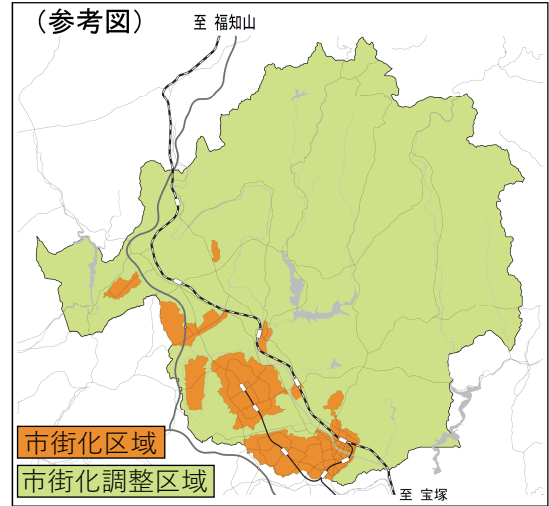 （参考図）
至 福知山
市街化区域
市街化調整区域
至 宝塚